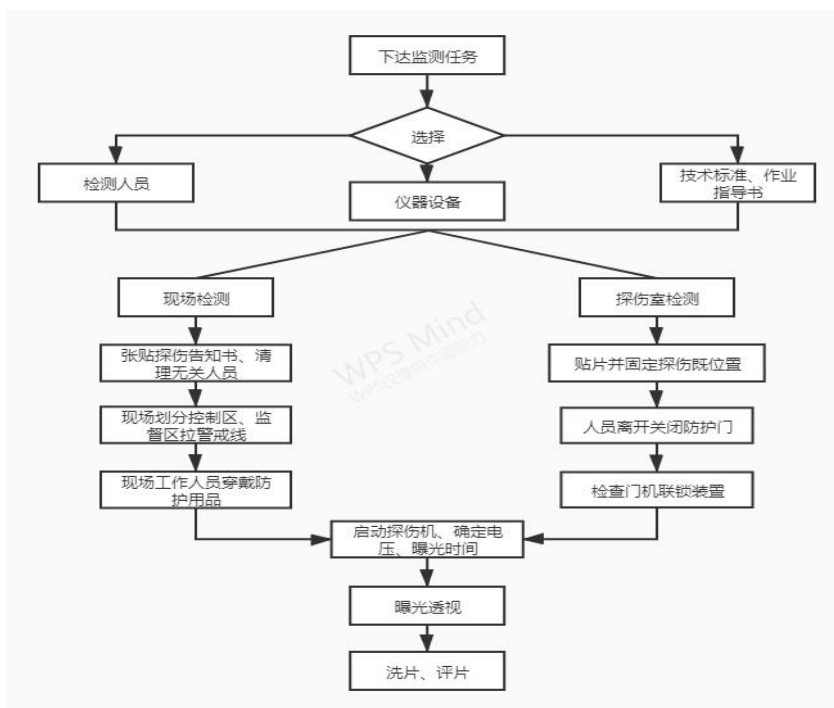 下达监测任务
选择
检测人员
仪器设备
技术标准、作业
指导书
现场检测
探伤室检测
张贴探伤告知书、清
理无关人员
贴片并固定探伤既位置
现场划分控制区、监
督区拉警戒线
人员离开关闭防护门
现场工作人员穿戴防
护用品
检查门机联锁装置
启动探伤机、确定电
压、曝光时间
曝光透视
洗片、评片
WPS Mind